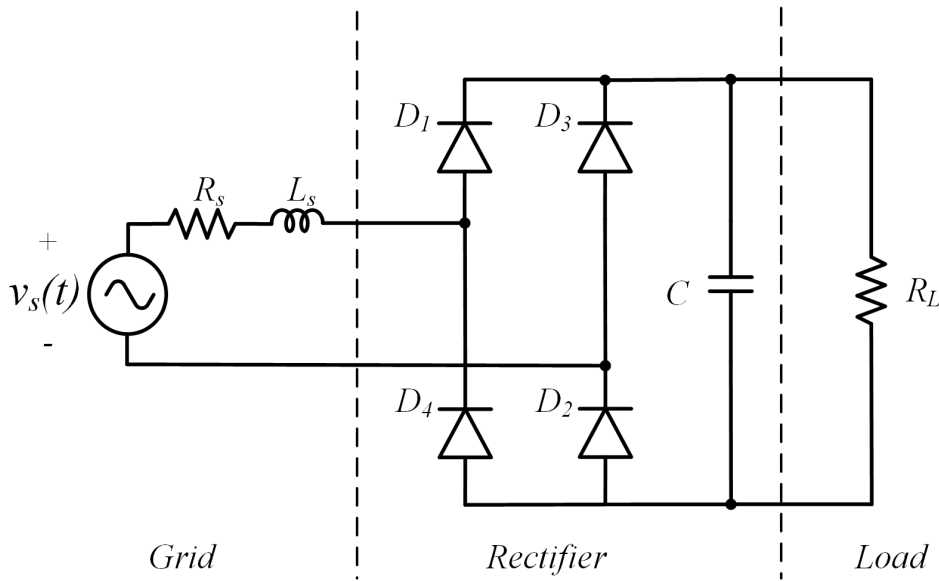 D1
D3
Rs
Ls
+
vs(t)
-
C
RL
D4
D2
Grid
Rectifier
Load